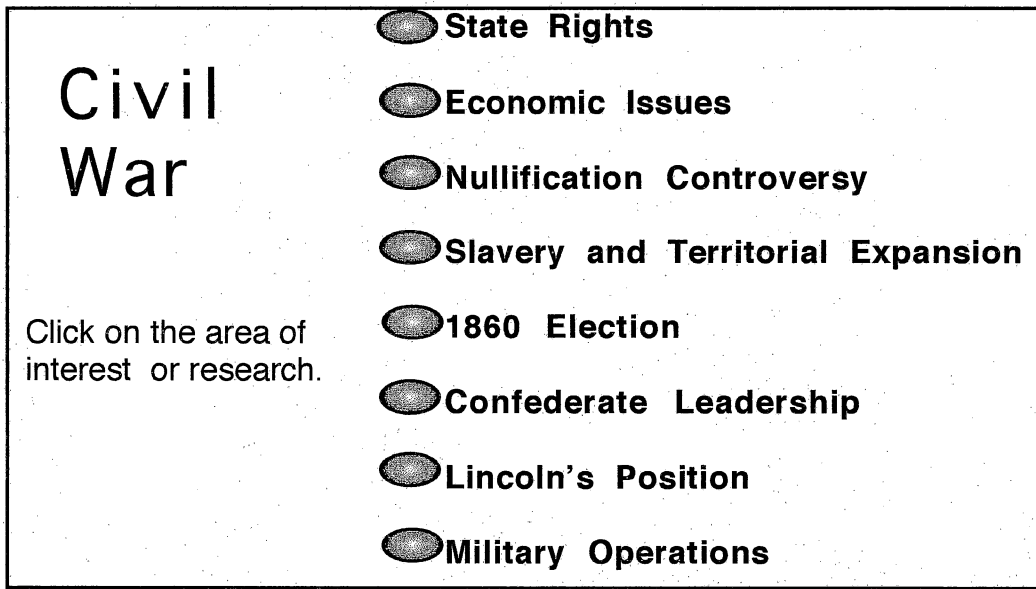 Civil
War
Click on the area of
interest or research.
State Rights
Economic Issues
Nullification Controversy
Slavery and Territorial Expansion
1860 Election
Confederate Leadership
Lincoln's Position
Military Operations